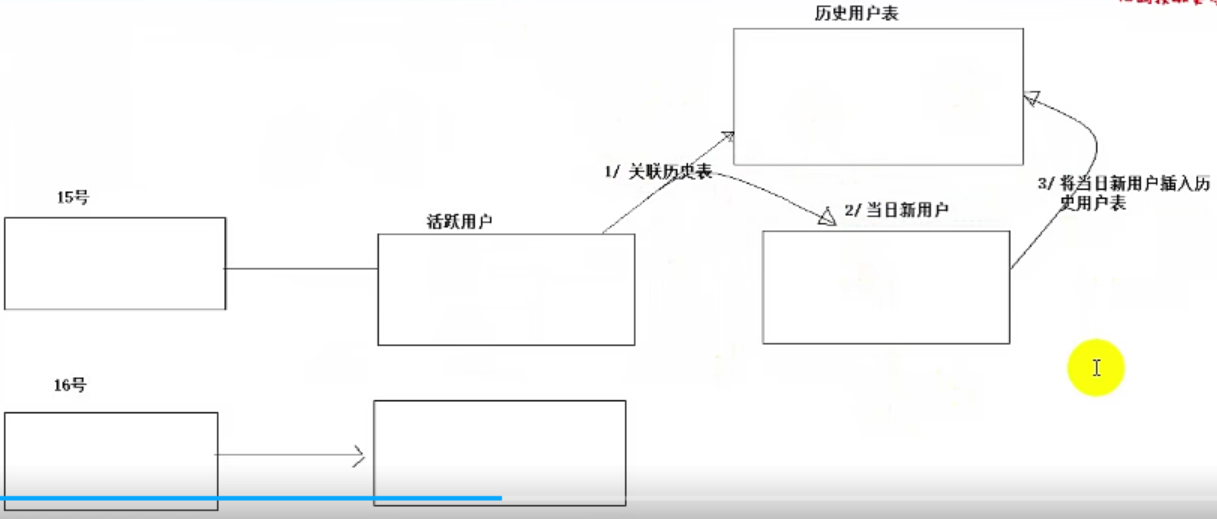 历史用户表
1/ 关联历史表
15号
3/ 将当日新用户插入历
史用户表
活跃用户
2/ 当日新用户
16号